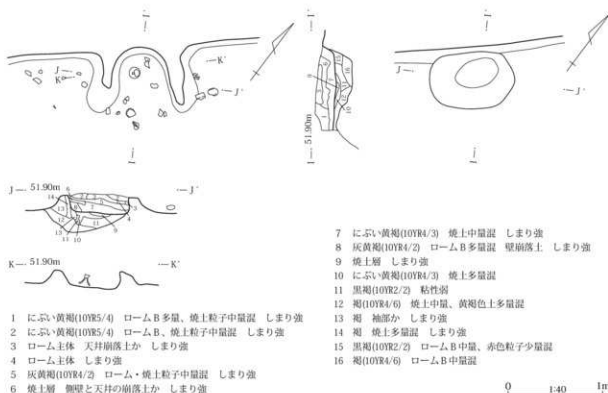 I
I
J
K
K'
J'
I
I
51.90m
I'
J
J'
I
J 51.90m J'
K 51.90m K'
1 にぶい黄褐(10YR5/4) ロームB多量、焼土粒子中量混 しまり強
2 にぶい黄褐(10YR5/4) ロームB、焼土粒子中量混 しまり強
3 ローム主体 天井崩落土か しまり強
4 ローム主体 しまり強
5 灰黄褐(10YR4/2) ローム・焼土粒子中量混 しまり強
6 焼土層 側壁と天井の崩落土か しまり強
7 にぶい黄褐(10YR4/3) 焼土中量混 しまり強
8 灰黄褐(10YR4/2) ロームB多量混 壁崩落土 しまり強
9 焼土層 しまり強
10 にぶい黄褐(10YR4/3) 焼土多量混
11 黒褐(10YR2/2) 粘性弱
12 褐(10YR4/6) 焼土中量、黄褐色土多量混
13 褐 袖部か しまり強
14 褐 焼土多量混 しまり強
15 黒褐(10YR2/2) ロームB中量、赤色粒子少量混
16 褐(10YR4/6) ロームB中量混
0 1:40 1m